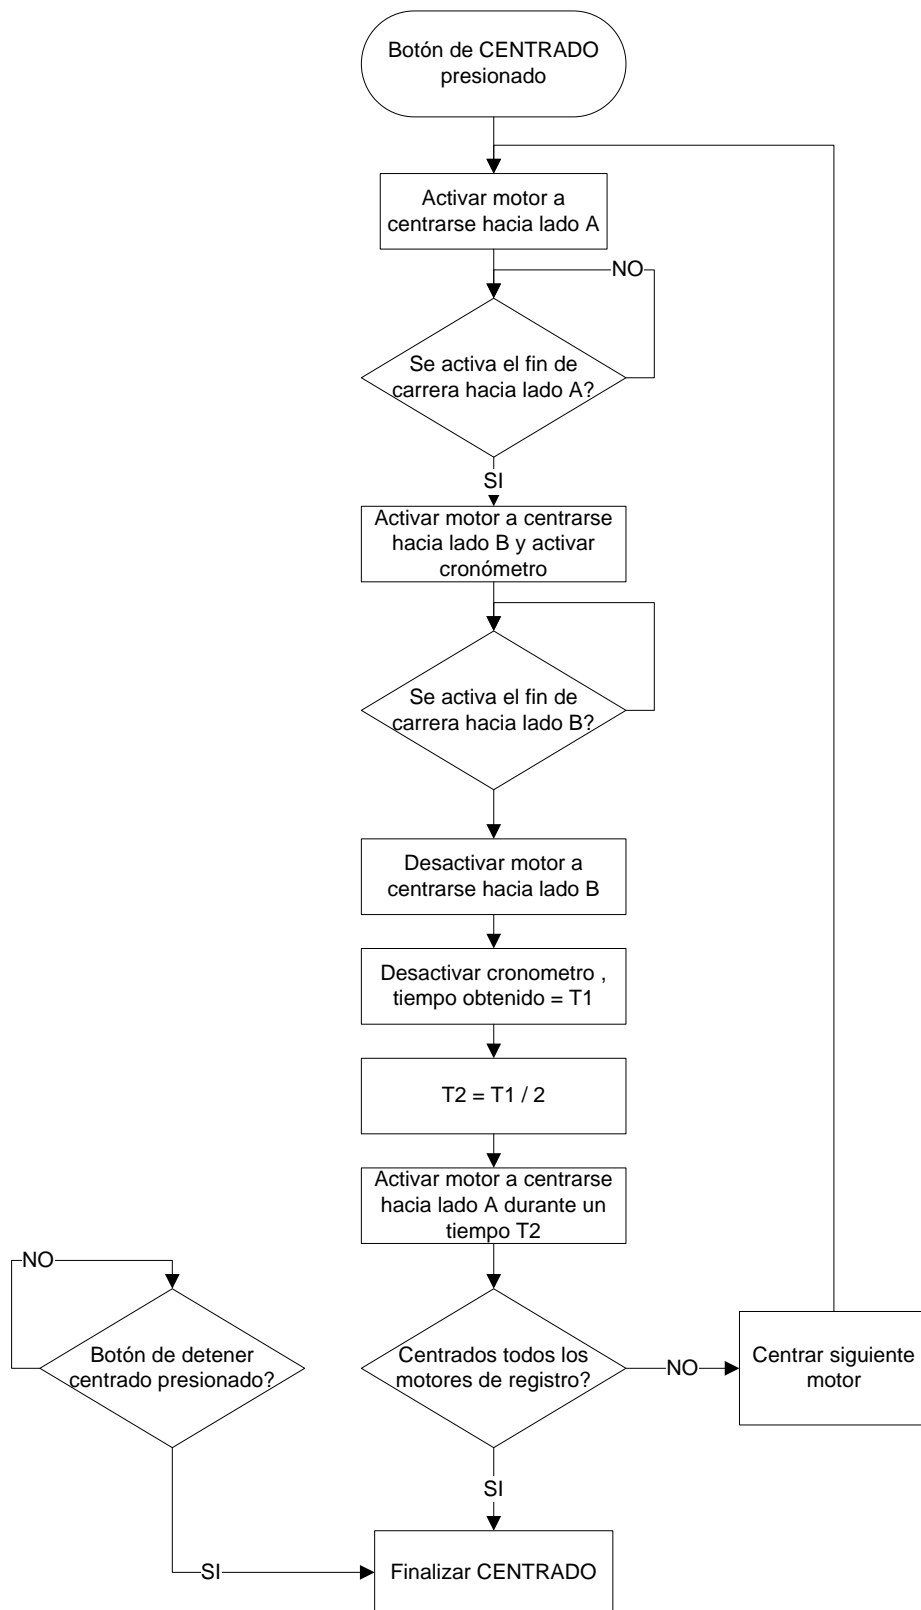 Botón de CENTRADO
presionado
Activar motor a
centrarse hacia lado A
NO
Se activa el fin de
carrera hacia lado A?
SI
Activar motor a centrarse
hacia lado B y activar
cronómetro
Se activa el fin de
carrera hacia lado B?
Desactivar motor a
centrarse hacia lado B
Desactivar cronometro ,
tiempo obtenido = T1
T2 = T1 / 2
Activar motor a centrarse
hacia lado A durante un
tiempo T2
NO
Botón de detener
centrado presionado?
Centrados todos los
motores de registro?
NO
Centrar siguiente
motor
SI
SI
Finalizar CENTRADO